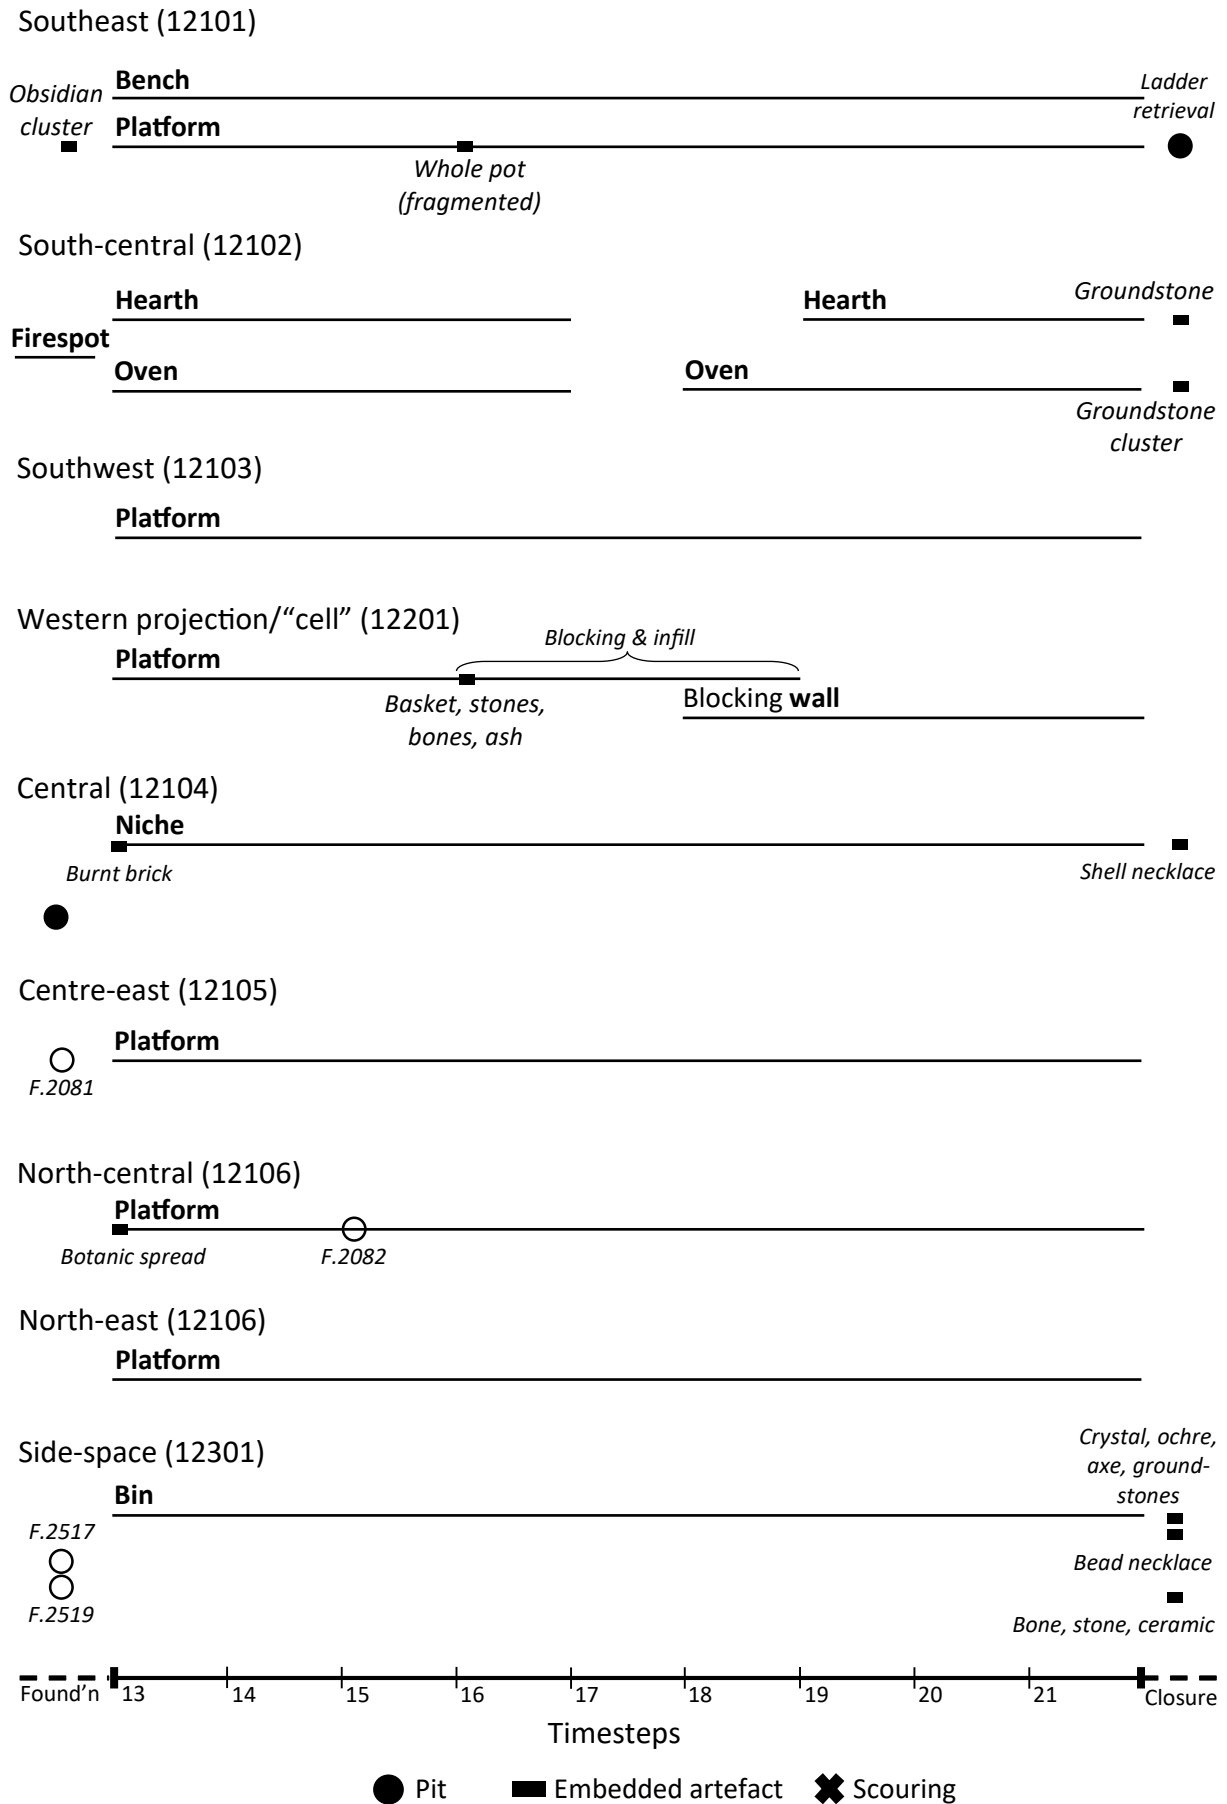 Southeast (12101)
Bench
Obsidian
cluster
Platform
Ladder
retrieval
Whole pot
(fragmented)
South-central (12102)
Hearth
Hearth
Groundstone
Firespot
Oven
Oven
Groundstone
cluster
Southwest (12103)
Platform
Western projection/“cell” (12201)
Blocking & infill
Platform
Basket, stones,
bones, ash
Blocking wall
Central (12104)
Niche
Burnt brick
Shell necklace
Centre-east (12105)
Platform
F.2081
North-central (12106)
Platform
Botanic spread
F.2082
North-east (12106)
Platform
Side-space (12301)
Crystal, ochre,
axe, ground-
stones
Bin
F.2517
Bead necklace
F.2519
Bone, stone, ceramic
Found’n 13 14 15 16 17 18 19 20 21 Closure
Timesteps
Pit Embedded artefact Scouring